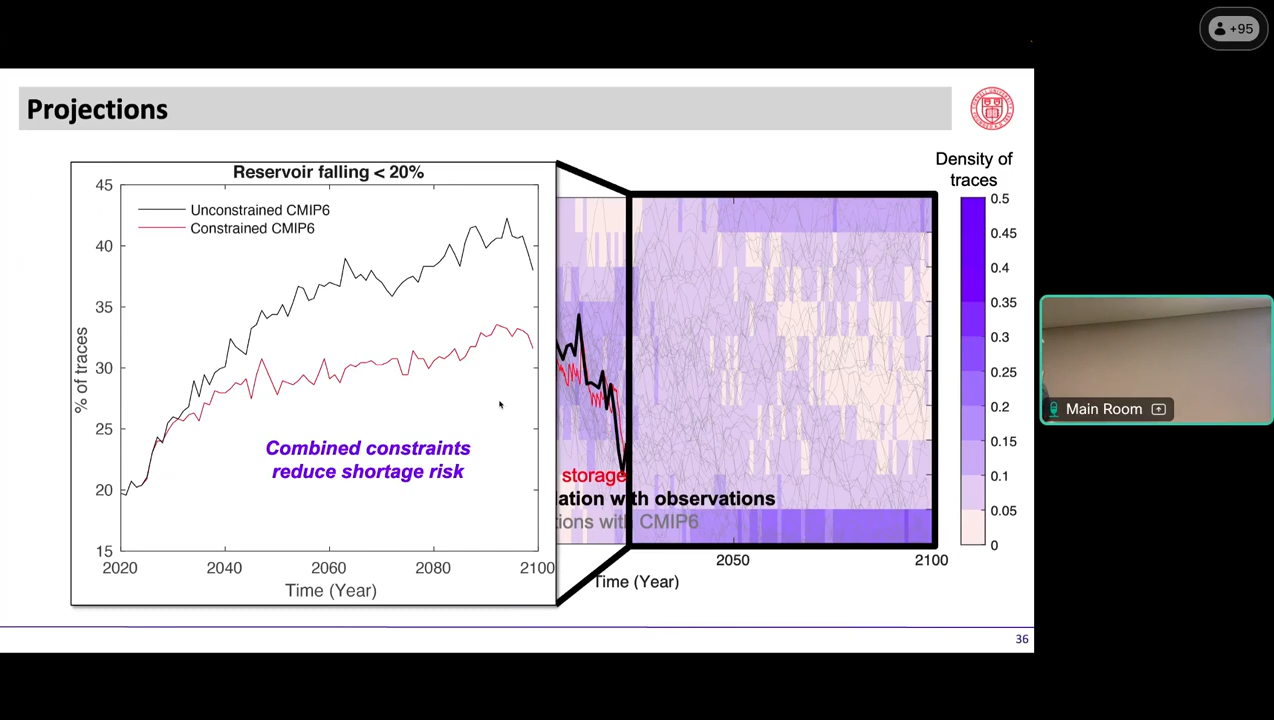 +95
Projections
Reservoir falling < 20%
45
40
35
30
25
20
15
% of traces
Unconstrained CMIP6
Constrained CMIP6
Combined constraints
reduce shortage risk
2020
2040
2060
2080
2100
Time (Year)
storage
ation with observations
tions with CMIP6
2050
2100
Time (Year)
Density of
traces
0.5
0.45
0.4
0.35
0.3
0.25
0.2
0.15
0.1
0.05
0
36
Main Room